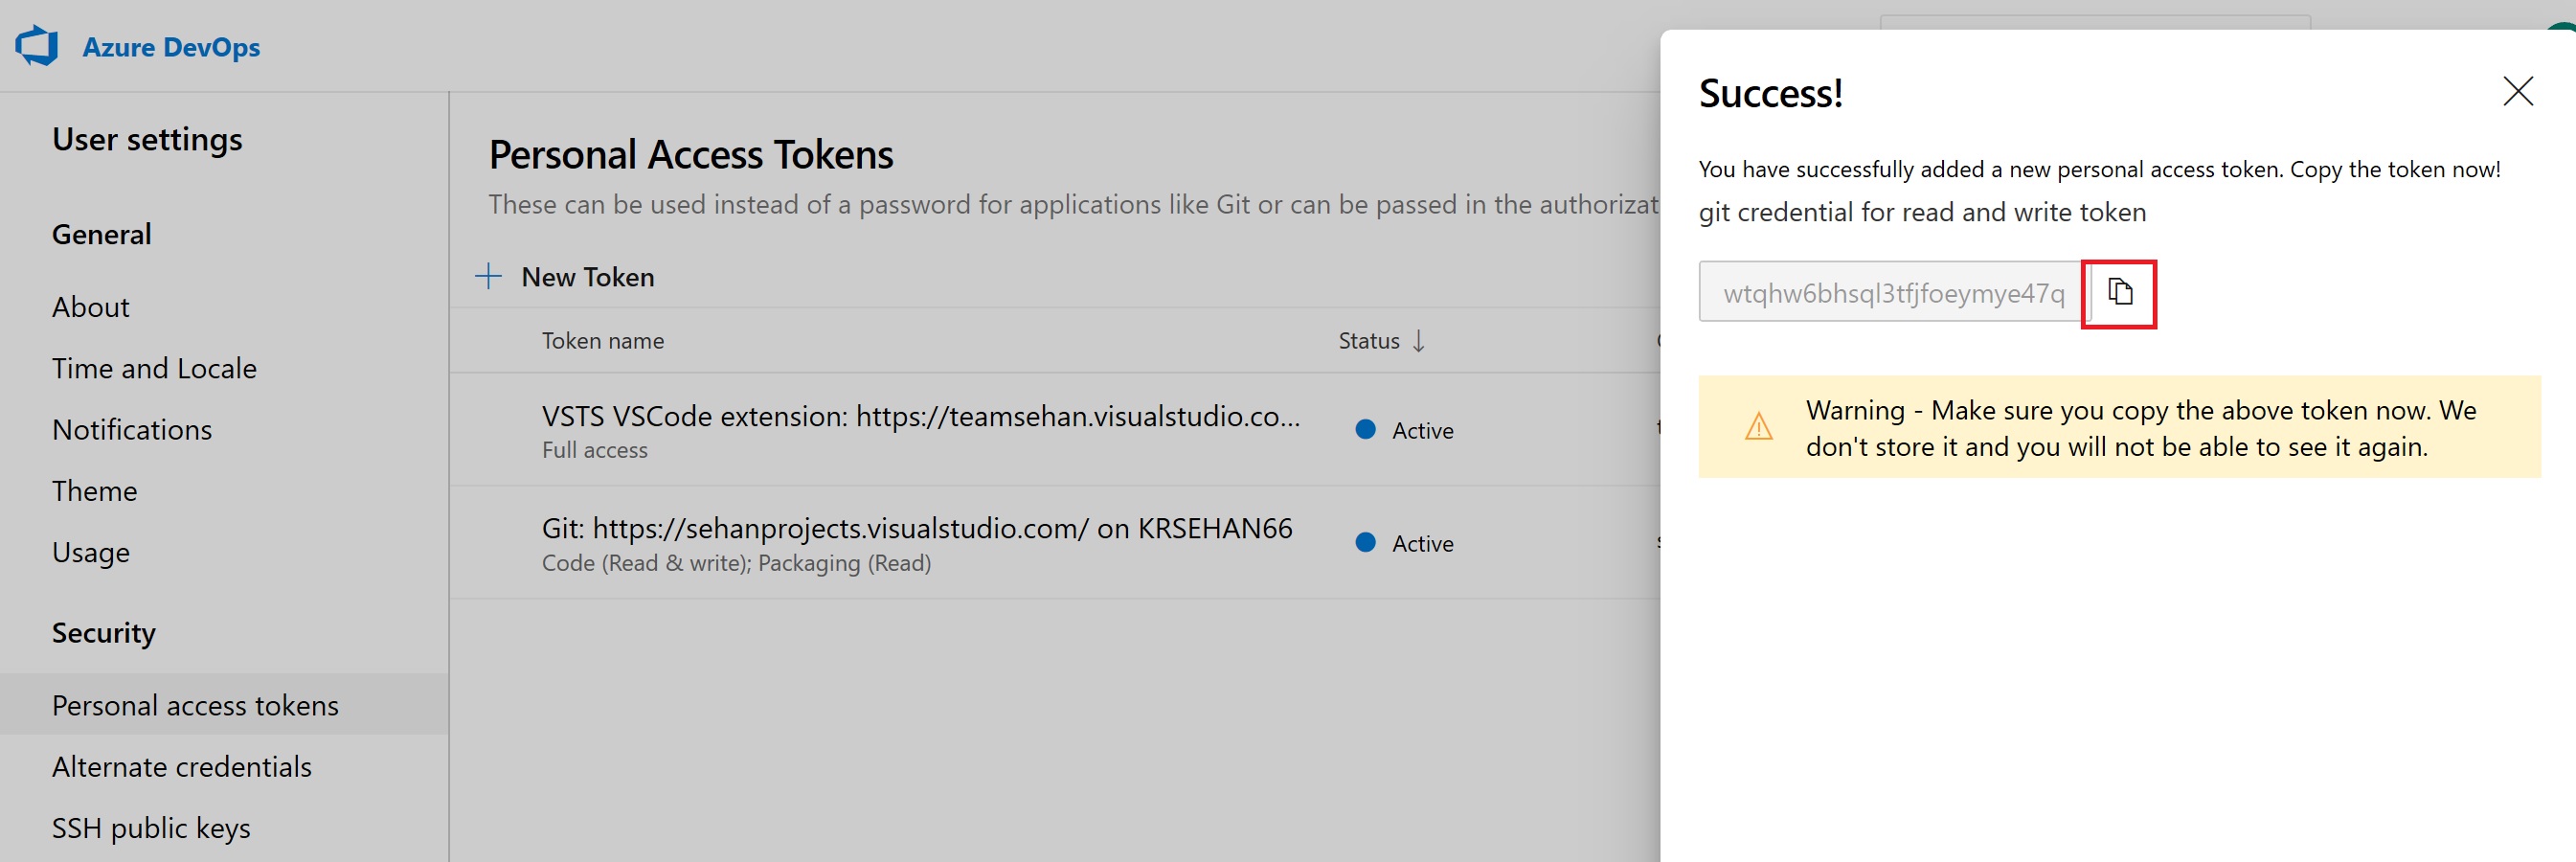 Azure DevOps
User settings
General
About
Time and Locale
Notifications
Theme
Usage
Security
Personal access tokens
Alternate credentials
SSH public keys
Personal Access Tokens
These can be used instead of a password for applications like Git or can be passed in the authorizat
New Token
Token name Status
VSTS VSCode extension: https://teamsehan.visualstudio.co... Active
Full access
Git: https://sehanprojects.visualstudio.com/ on KRSEHAN66 Active
Code (Read & write); Packaging (Read)
Success!
You have successfully added a new personal access token. Copy the token now!
git credential for read and write token
wtqhw6bhsql3tfjfoeymye47q
Warning - Make sure you copy the above token now. We
don't store it and you will not be able to see it again.